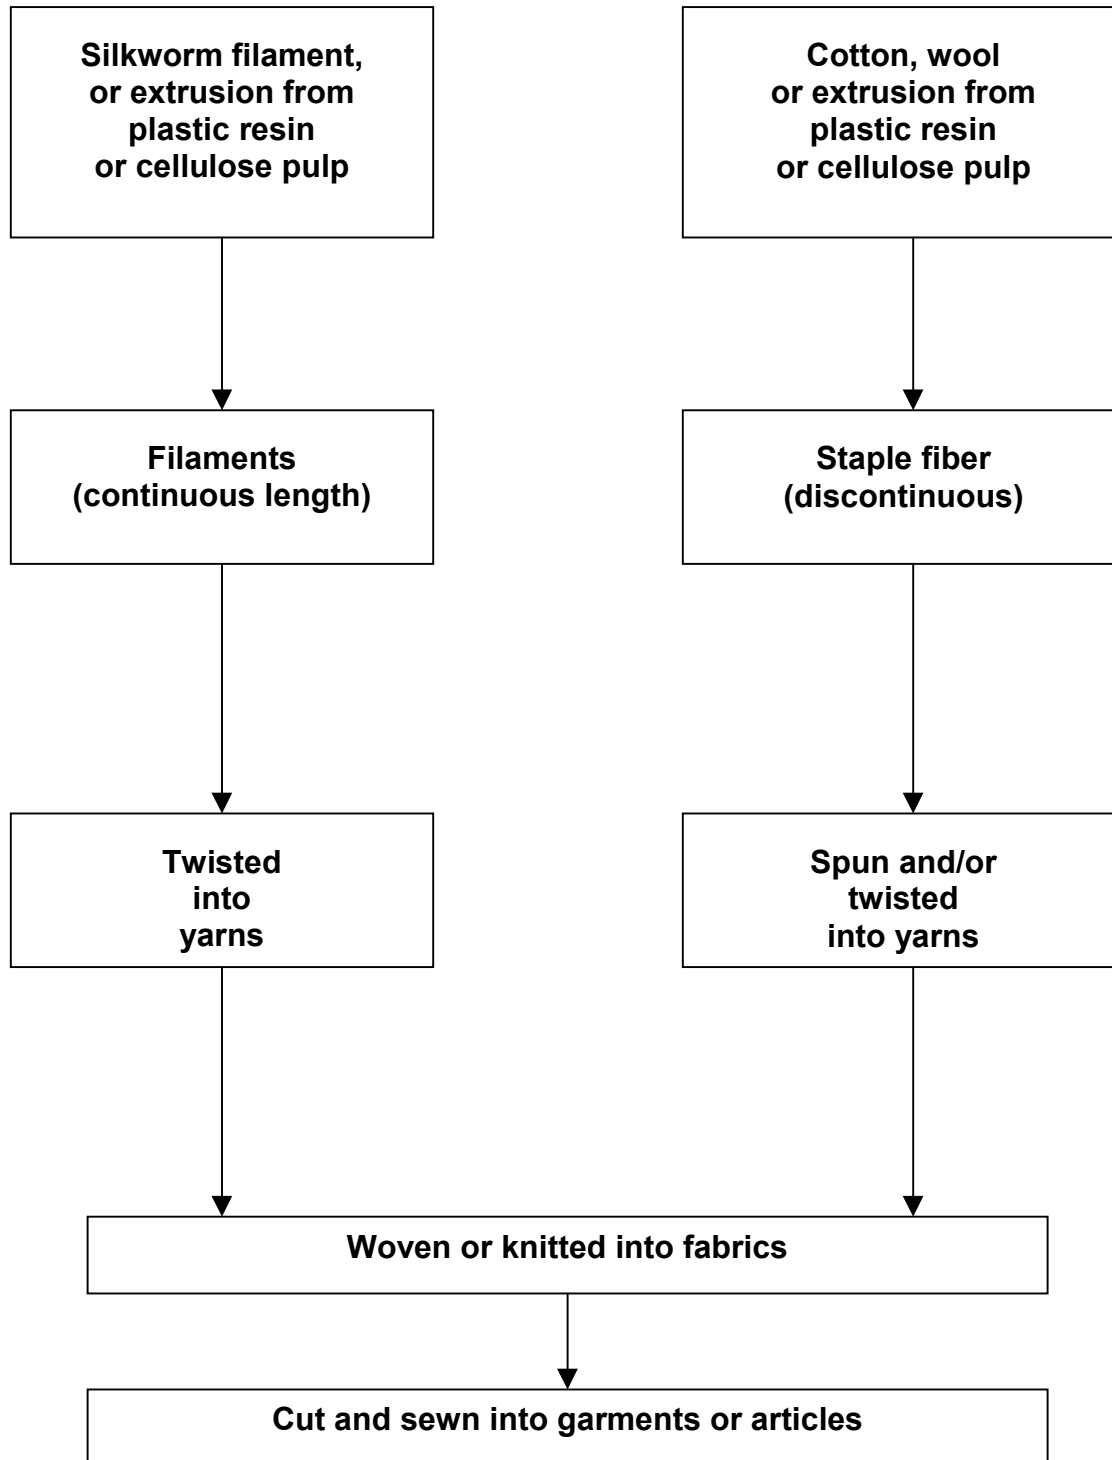 Silkworm filament,
or extrusion from
plastic resin
or cellulose pulp
Cotton, wool
or extrusion from
plastic resin
or cellulose pulp
Filaments
(continuous length)
Staple fiber
(discontinuous)
Twisted
into
yarns
Spun and/or
twisted
into yarns
Woven or knitted into fabrics
Cut and sewn into garments or articles